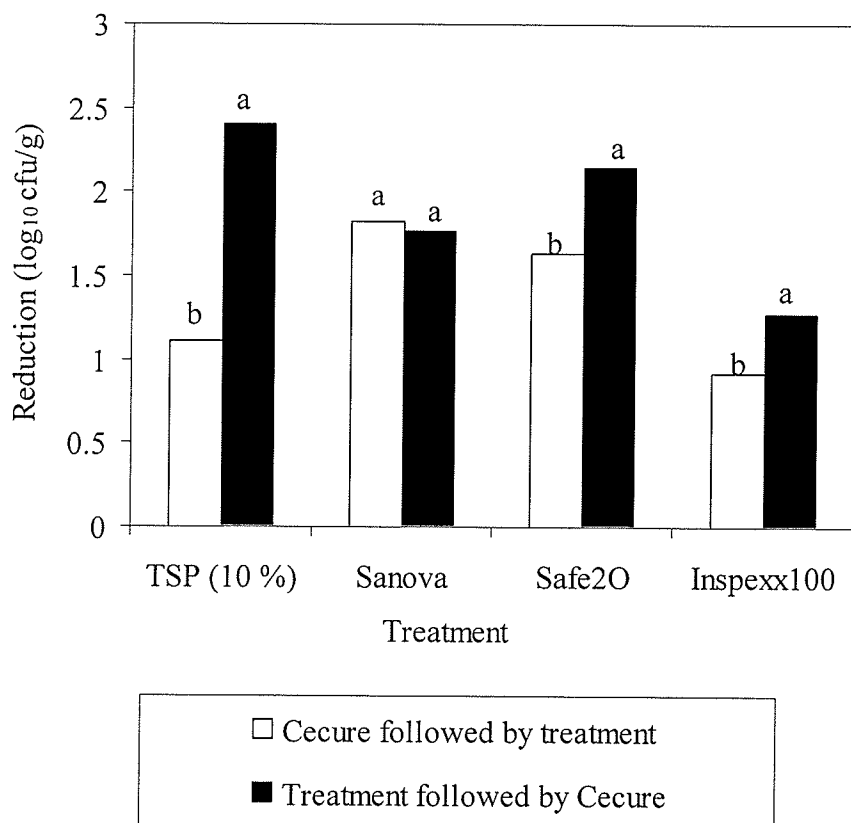 3
2.5
2
1.5
1
0.5
0
Reduction (log₁₀ cfu/g)
a
b
a
a
a
b
a
b
TSP (10 %) Sanova Safe2O Inspexx100
Treatment
Cecure followed by treatment
Treatment followed by Cecure